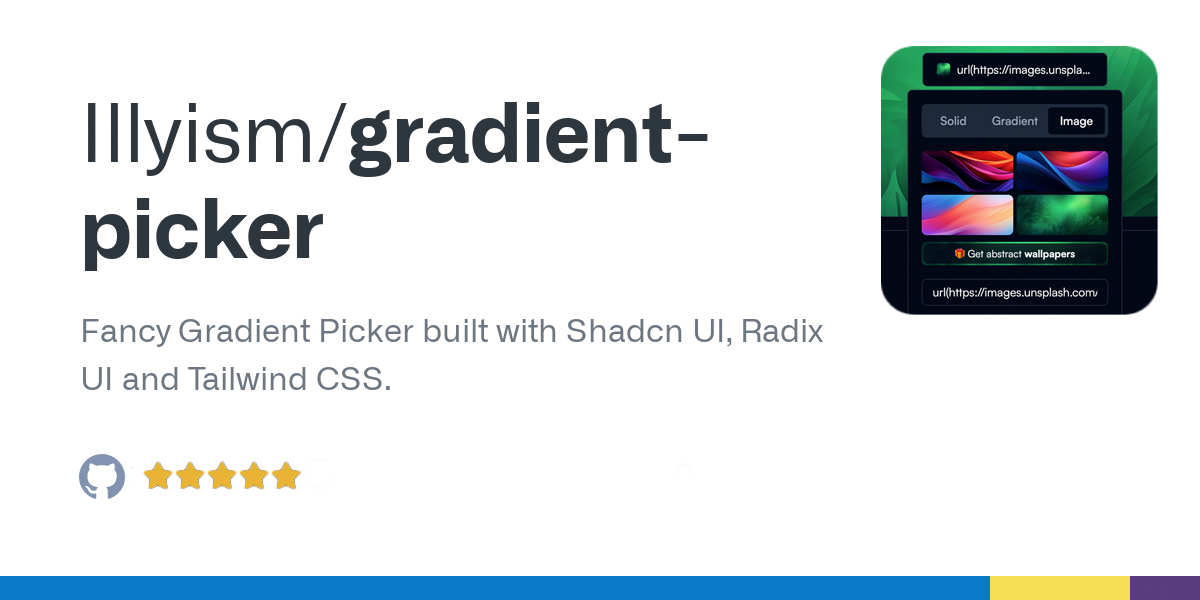 Illyism/gradient-
picker
Fancy Gradient Picker built with Shadcn UI, Radix
UI and Tailwind CSS.
url(https://images.unspla...
Solid Gradient Image
🎁 Get abstract wallpapers
url(https://images.unsplash.com/